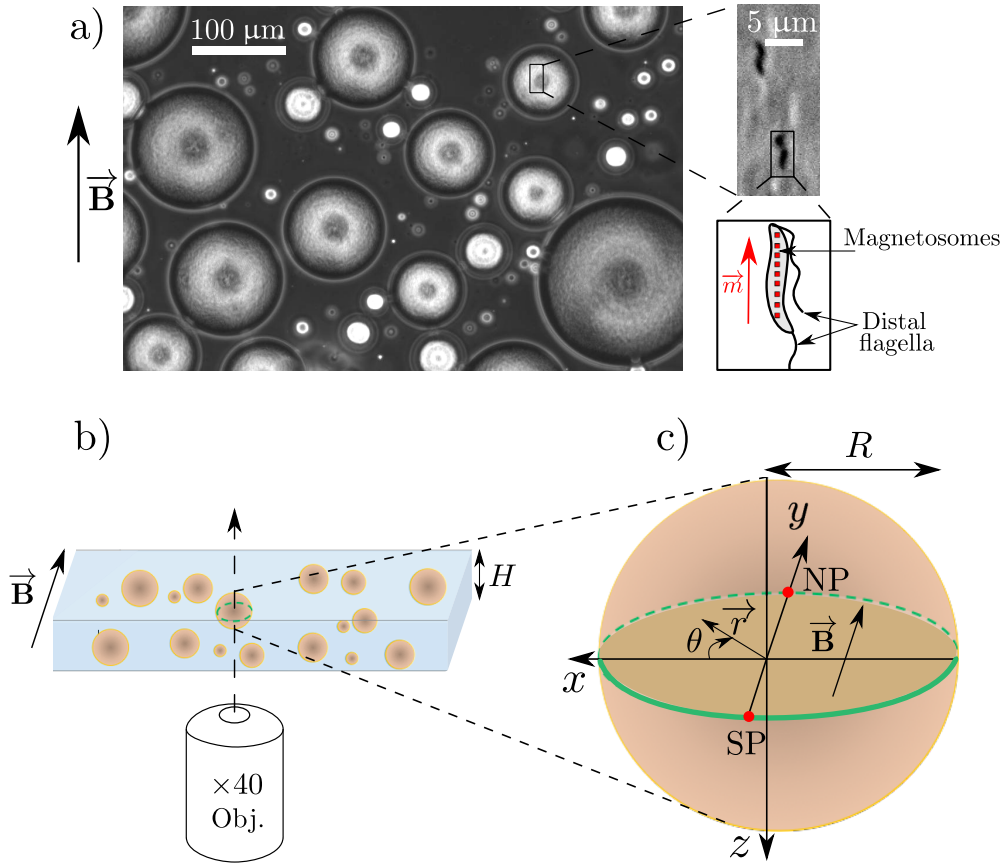 a)
100 μm
5 μm
B
Magnetosomes
m
Distal
flagella
b)
c)
R
y
B
H
NP
r
B
θ
x
SP
×40
Obj.
z